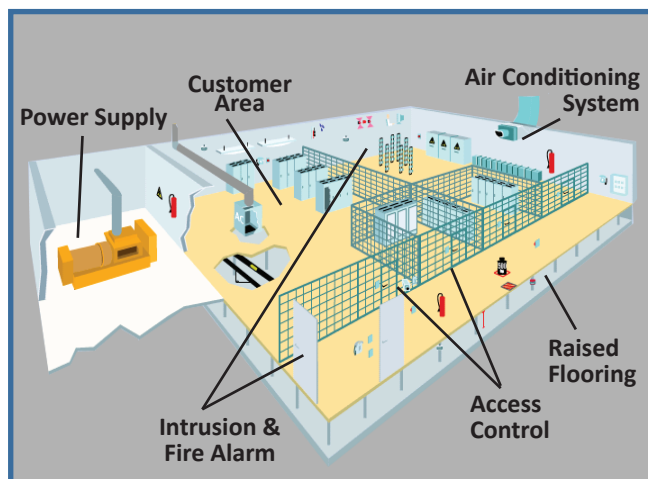 Customer
Area
Air Conditioning
System
Power Supply
Raised
Flooring
Access
Control
Intrusion &
Fire Alarm